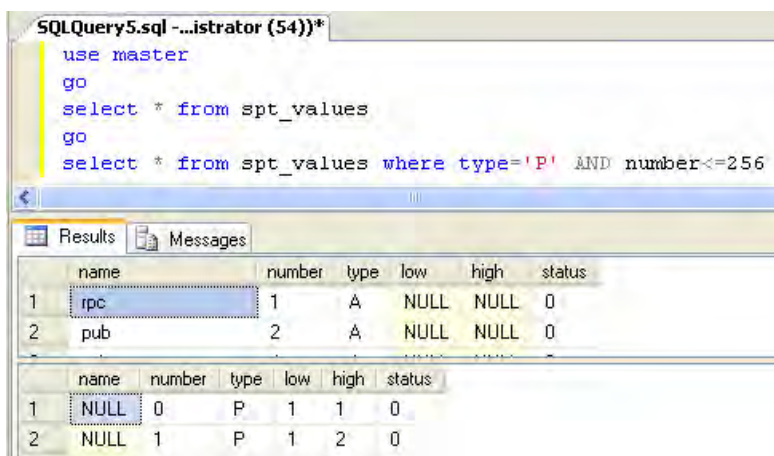 SQLQuery5.sql -...istrator (54))*
use master
go
select * from spt_values
go
select * from spt_values where type='P' AND number<=256
Results Messages
name number type low high status
1 rpc 1 A NULL NULL 0
2 pub 2 A NULL NULL 0
name number type low high status
1 NULL 0 P 1 1 0
2 NULL 1 P 1 2 0